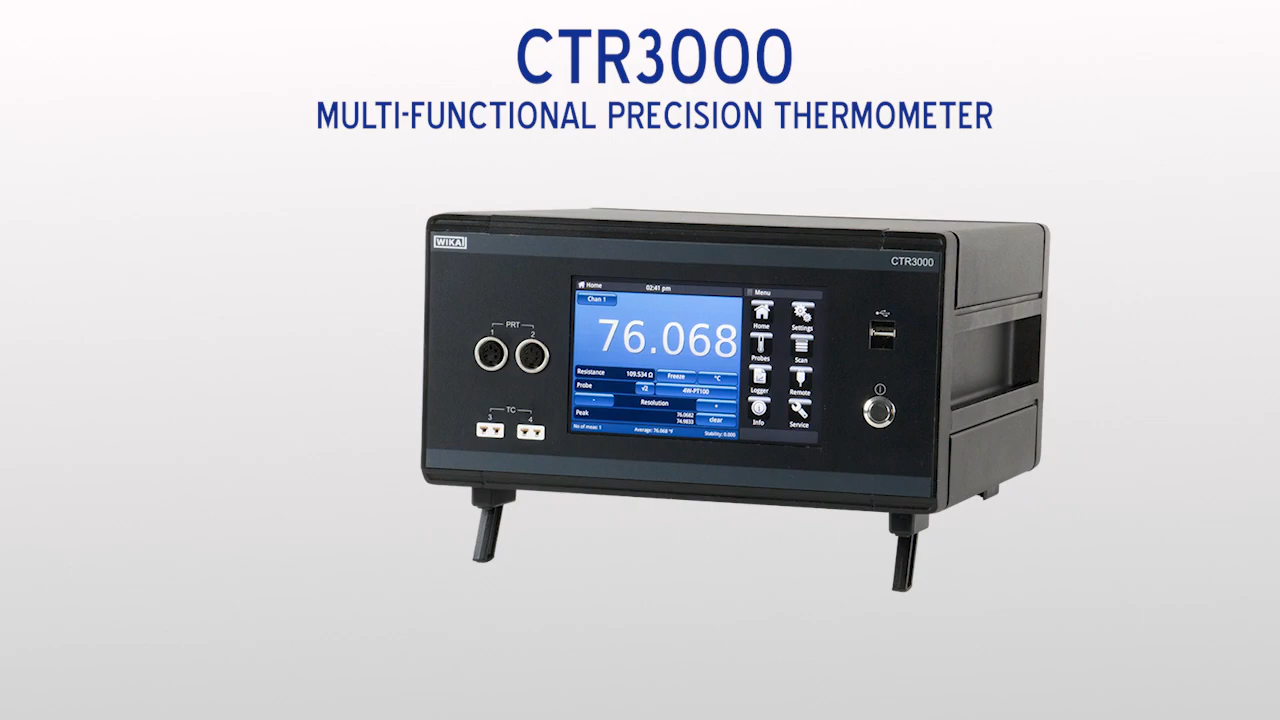 CTR3000
MULTI-FUNCTIONAL PRECISION THERMOMETER
WIKA
CTR3000
Home 02:41 pm Menu
Chan 1
76.068
Home Settings
Probes Scan
Logger Remote
Info Service
Resistance 109.534 Ω Freeze °C
Probe √2 4W-PT100
- Resolution +
Peak 76.0682
74.9833 clear
No of meas: 1 Average: 76.068 °F Stability: 0.000
PRT
1 2
TC
3 4